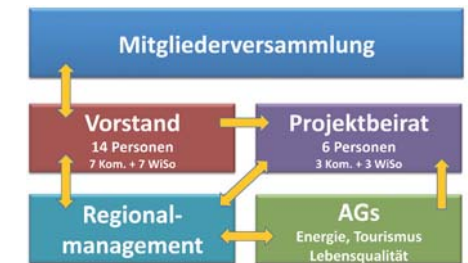 Mitgliederversammlung
Vorstand
14 Personen
7 Kom. + 7 WiSo
Projektbeirat
6 Personen
3 Kom. + 3 WiSo
Regional-
management
AGs
Energie, Tourismus
Lebensqualität